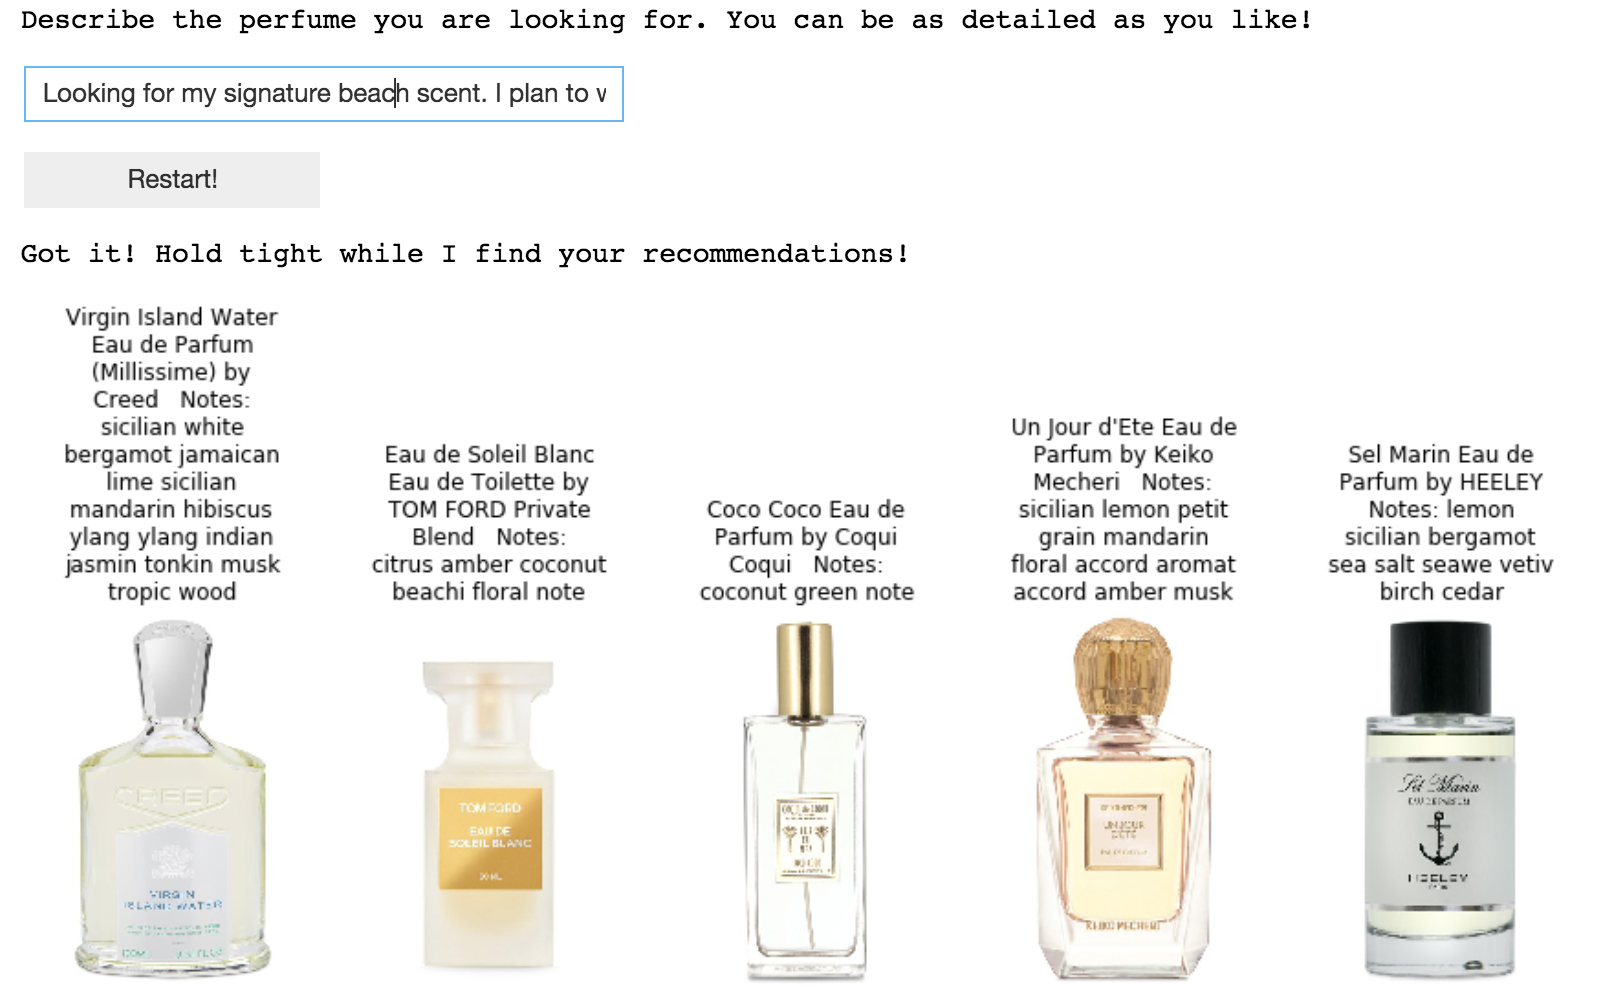 Describe the perfume you are looking for. You can be as detailed as you like!
Looking for my signature beach scent. I plan to
Restart!
Got it! Hold tight while I find your recommendations!
Virgin Island Water
Eau de Parfum
(Millissime) by
Creed Notes:
sicilian white
bergamot jamaican
lime sicilian
mandarin hibiscus
ylang ylang indian
jasmin tonkin musk
tropic wood
Eau de Soleil Blanc
Eau de Toilette by
TOM FORD Private
Blend Notes:
citrus amber coconut
beachi floral note
Coco Coco Eau de
Parfum by Coqui
Coqui Notes:
coconut green note
Un Jour d'Ete Eau de
Parfum by Keiko
Mecheri Notes:
sicilian lemon petit
grain mandarin
floral accord aromat
accord amber musk
Sel Marin Eau de
Parfum by HEELEY
Notes: lemon
sicilian bergamot
sea salt seawe vetiv
birch cedar
CREED
VIRGIN
ISLAND WATER
TOM FORD
EAU DE
SOLEIL BLANC
50 ML
UN JOUR
KEIKO MECHERI
Sel Marin
EAU DE PARFUM
HEELEY